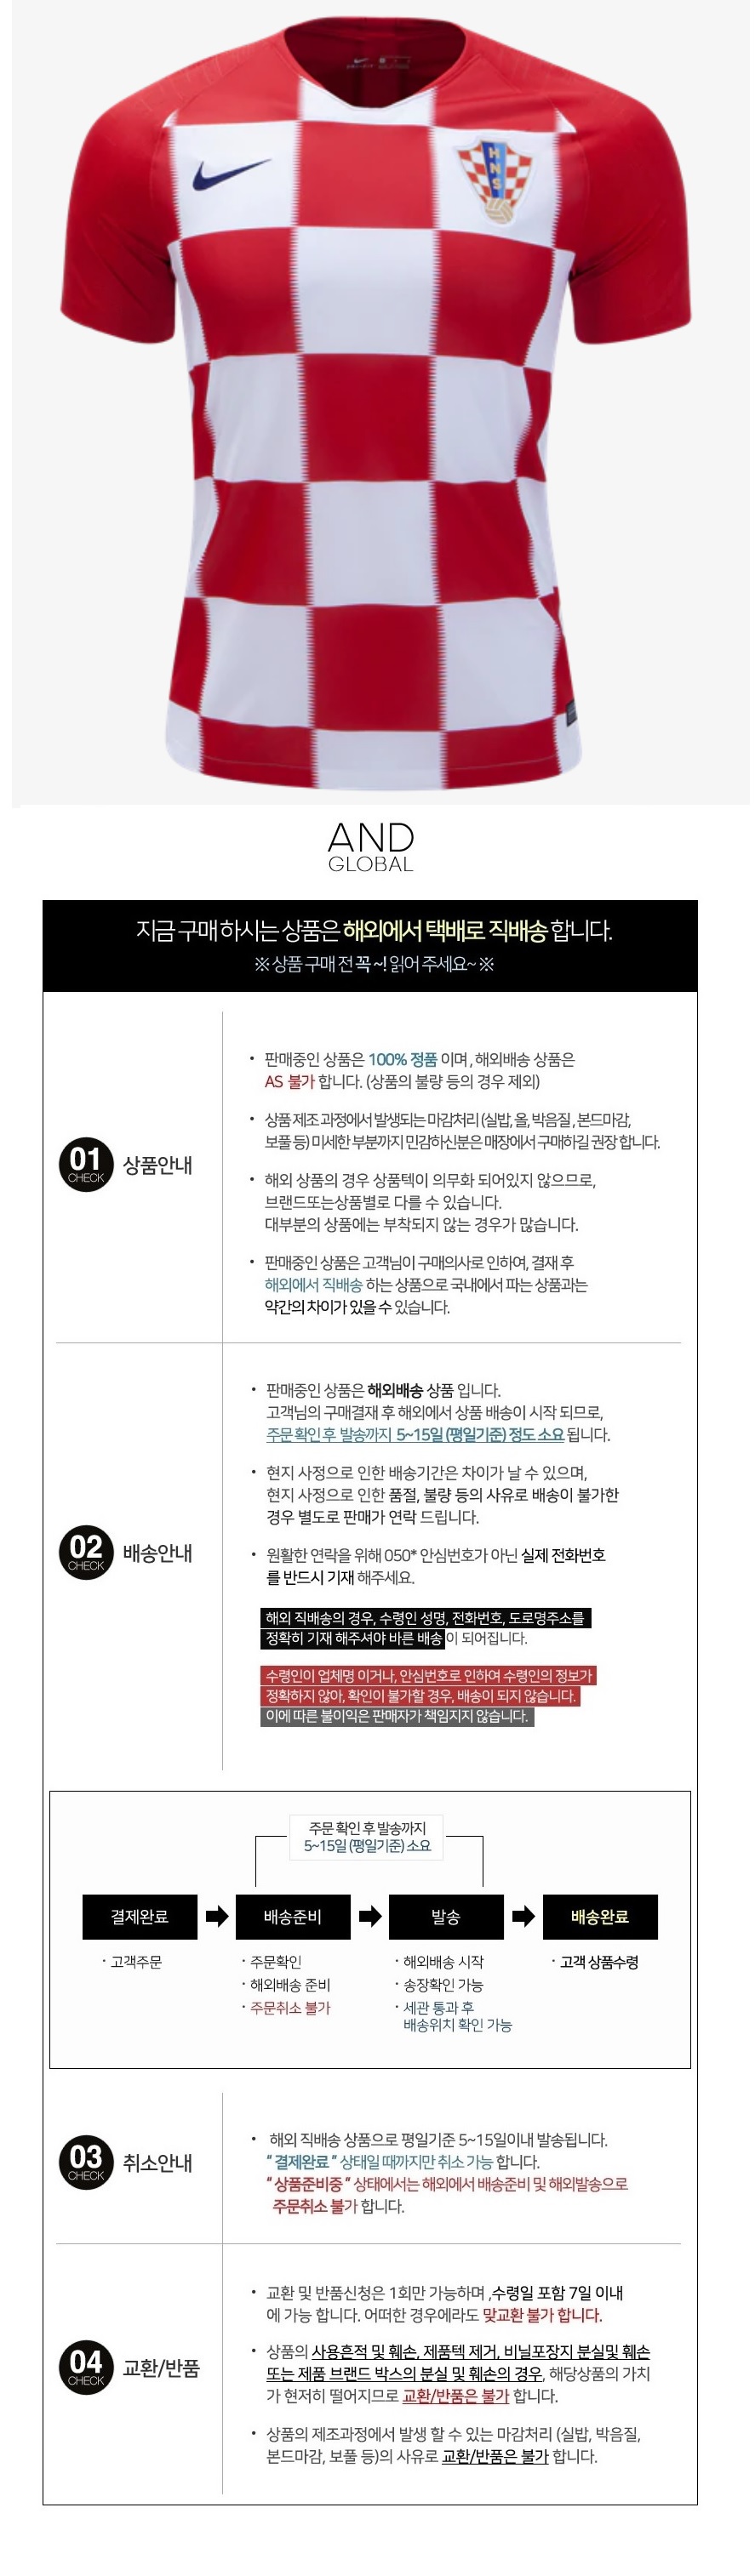 HNS
AND
GLOBAL
지금 구매 하시는 상품은 해외에서 택배로 직배송 합니다.
※ 상품 구매 전 꼭 ~! 읽어 주세요~ ※
01
CHECK
상품안내
• 판매중인 상품은 100% 정품 이며 , 해외배송 상품은
AS 불가 합니다. (상품의 불량 등의 경우 제외)
• 상품 제조 과정에서 발생되는 마감처리 (실밥, 올, 박음질 , 본드마감,
보풀 등) 미세한 부분까지 민감하신분은 매장에서 구매하길 권장 합니다.
• 해외 상품의 경우 상품텍이 의무화 되어있지 않으므로,
브랜드또는상품별로 다를 수 있습니다.
대부분의 상품에는 부착되지 않는 경우가 많습니다.
• 판매중인 상품은 고객님이 구매의사로 인하여, 결재 후
해외에서 직배송 하는 상품으로 국내에서 파는 상품과는
약간의 차이가 있을 수 있습니다.
02
CHECK
배송안내
• 판매중인 상품은 해외배송 상품 입니다.
고객님의 구매결재 후 해외에서 상품 배송이 시작 되므로,
주문 확인 후 발송까지 5~15일 (평일기준) 정도 소요 됩니다.
• 현지 사정으로 인한 배송기간은 차이가 날 수 있으며,
현지 사정으로 인한 품절, 불량 등의 사유로 배송이 불가한
경우 별도로 판매가 연락 드립니다.
• 원활한 연락을 위해 050* 안심번호가 아닌 실제 전화번호
를 반드시 기재 해주세요.
해외 직배송의 경우, 수령인 성명, 전화번호, 도로명주소를
정확히 기재 해주셔야 바른 배송이 되어집니다.
수령인이 업체명 이거나, 안심번호로 인하여 수령인의 정보가
정확하지 않아, 확인이 불가할 경우, 배송이 되지 않습니다.
이에 따른 불이익은 판매자가 책임지지 않습니다.
주문 확인 후 발송까지
5~15일 (평일기준) 소요
결제완료 배송준비 발송 배송완료
· 고객주문 · 주문확인 · 해외배송 시작 · 고객 상품수령
· 해외배송 준비 · 송장확인 가능
· 주문취소 불가 · 세관 통과 후
배송위치 확인 가능
03
CHECK
취소안내
• 해외 직배송 상품으로 평일기준 5~15일이내 발송됩니다.
“ 결제완료 ” 상태일 때까지만 취소 가능 합니다.
“ 상품준비중 “ 상태에서는 해외에서 배송준비 및 해외발송으로
주문취소 불가 합니다.
04
CHECK
교환/반품
• 교환 및 반품신청은 1회만 가능하며 ,수령일 포함 7일 이내
에 가능 합니다. 어떠한 경우에라도 맞교환 불가 합니다.
• 상품의 사용흔적 및 훼손, 제품텍 제거, 비닐포장지 분실및 훼손
또는 제품 브랜드 박스의 분실 및 훼손의 경우, 해당상품의 가치
가 현저히 떨어지므로 교환/반품은 불가 합니다.
• 상품의 제조과정에서 발생 할 수 있는 마감처리 (실밥, 박음질,
본드마감, 보풀 등)의 사유로 교환/반품은 불가 합니다.